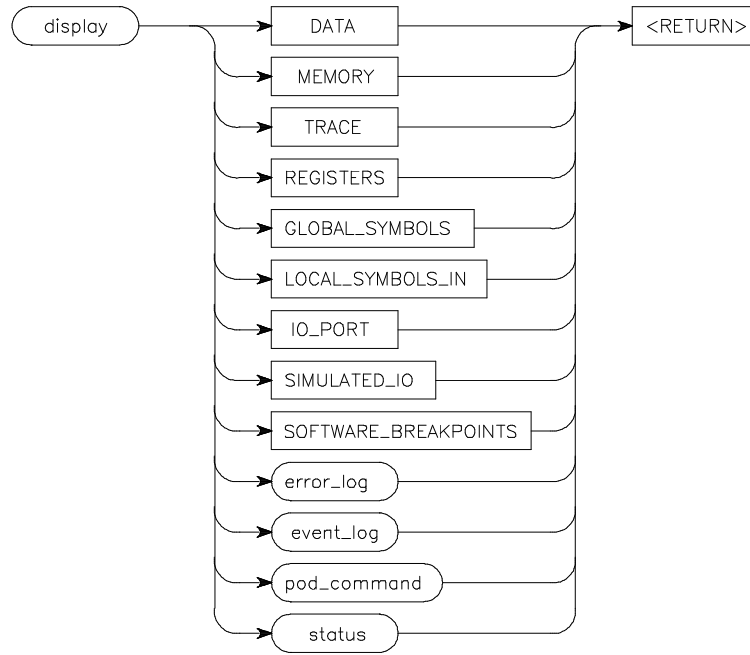 display
DATA
<RETURN>
MEMORY
TRACE
REGISTERS
GLOBAL_SYMBOLS
LOCAL_SYMBOLS_IN
IO_PORT
SIMULATED_IO
SOFTWARE_BREAKPOINTS
error_log
event_log
pod_command
status